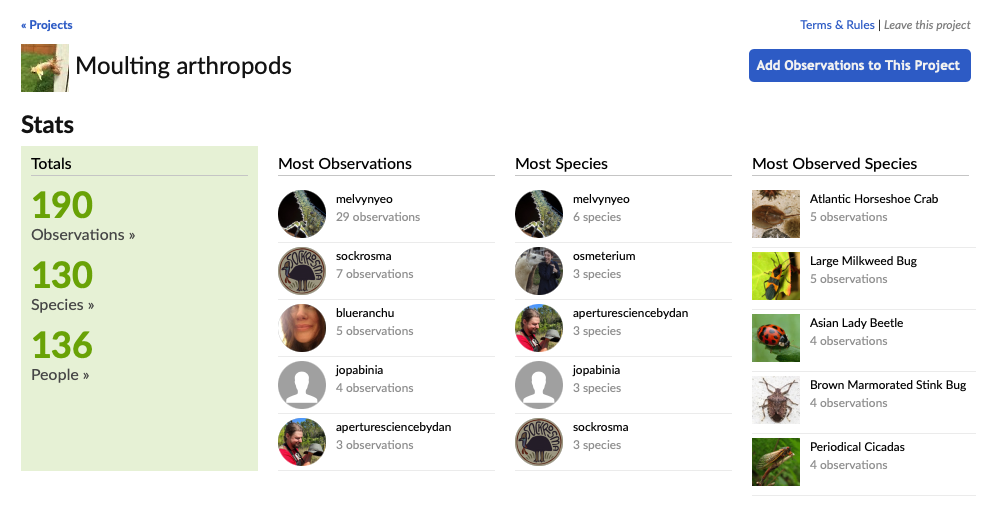 « Projects
Terms & Rules | Leave this project
Moulting arthropods
Add Observations to This Project
Stats
Totals
190
Observations »
130
Species »
136
People »
Most Observations
melvynyeo
29 observations
sockrosma
7 observations
blueranchu
5 observations
jopabinia
4 observations
aperturesciencebydan
3 observations
Most Species
melvynyeo
6 species
osmeterium
3 species
aperturesciencebydan
3 species
jopabinia
3 species
sockrosma
3 species
Most Observed Species
Atlantic Horseshoe Crab
5 observations
Large Milkweed Bug
5 observations
Asian Lady Beetle
4 observations
Brown Marmorated Stink Bug
4 observations
Periodical Cicadas
4 observations